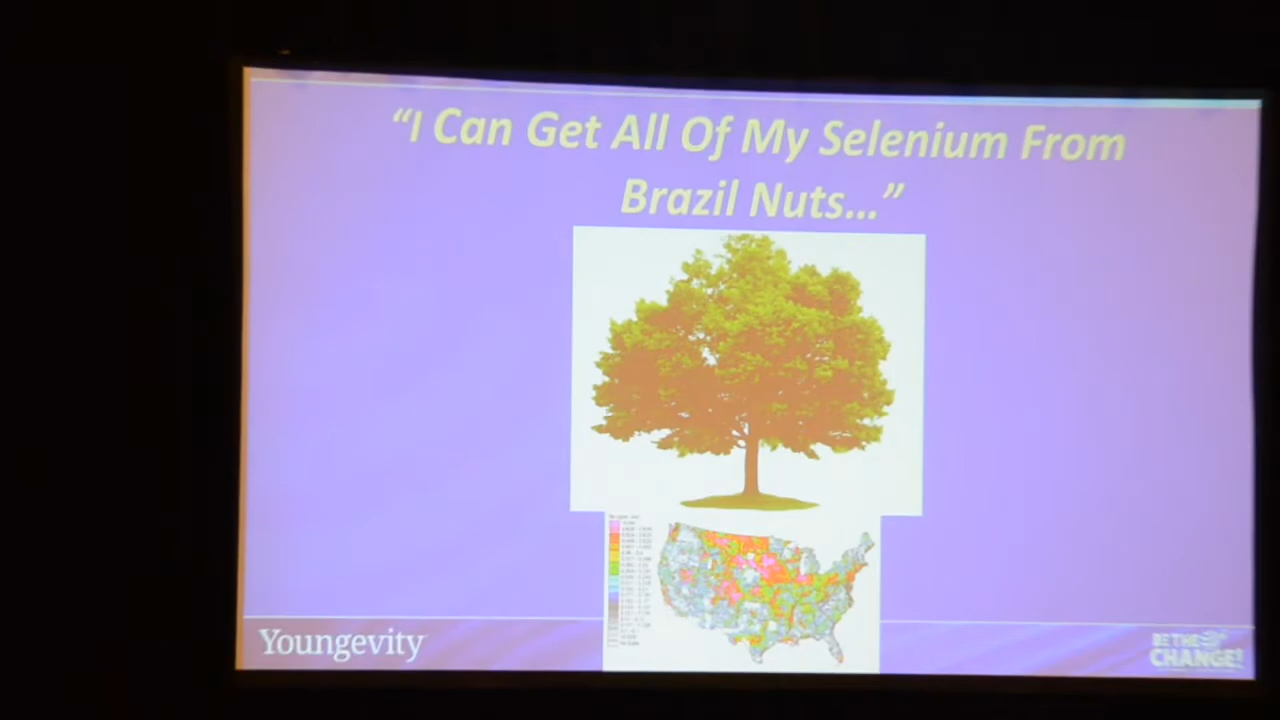 “I Can Get All Of My Selenium From
Brazil Nuts...”
Youngevity
BE THE
CHANGE!